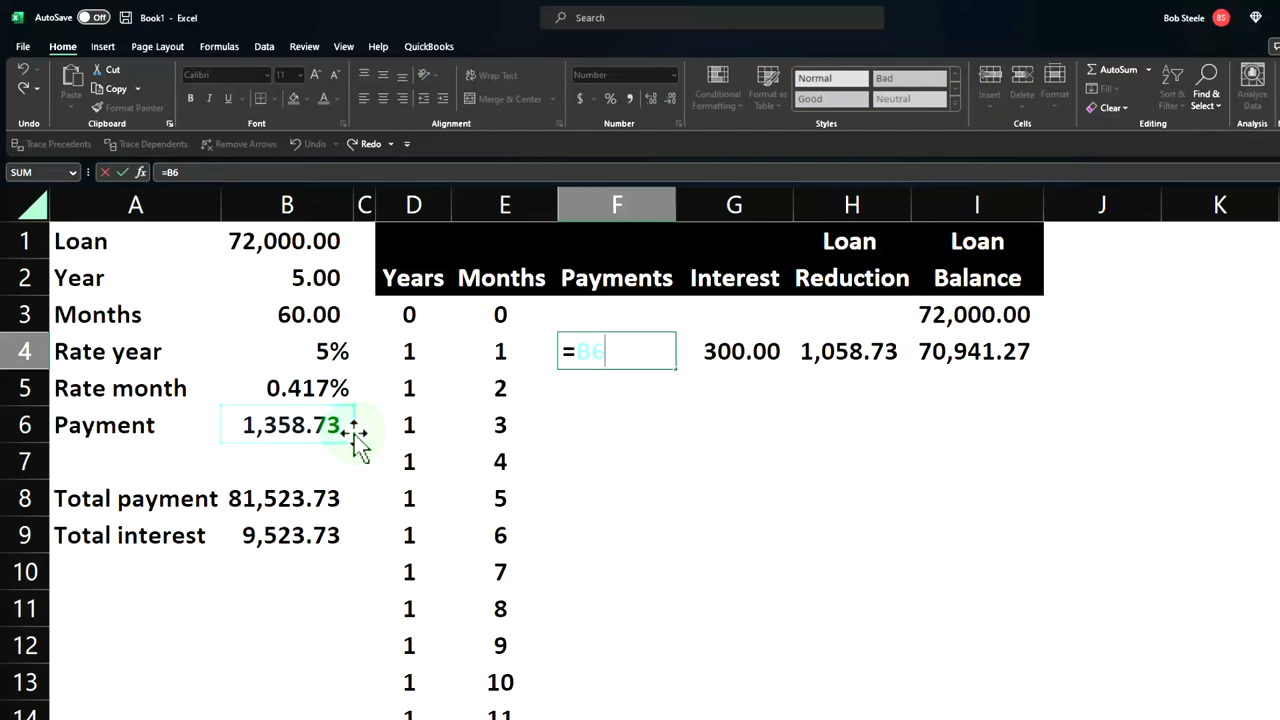 AutoSave Off Book1 - Excel Search Bob Steele BS
File Home Insert Page Layout Formulas Data Review View Help QuickBooks
Paste Cut Copy Format Painter
Calibri 11 B I U
Wrap Text Merge & Center
Number $ % 9
Conditional Formatting Format as Table
Normal Bad Good Neutral
Insert Delete Format
AutoSum Fill Clear Sort & Filter Find & Select
Analyze Data
Undo Clipboard Font Alignment Number Styles Cells Editing Analysis
Trace Precedents Trace Dependents Remove Arrows Undo Redo
SUM fx =B6
A B C D E F G H I J K
1 Loan 72,000.00 Loan Loan
2 Year 5.00 Years Months Payments Interest Reduction Balance
3 Months 60.00 0 0 72,000.00
4 Rate year 5% 1 1 =B6 300.00 1,058.73 70,941.27
5 Rate month 0.417% 1 2
6 Payment 1,358.73 1 3
7 1 4
8 Total payment 81,523.73 1 5
9 Total interest 9,523.73 1 6
10 1 7
11 1 8
12 1 9
13 1 10
14 1 11